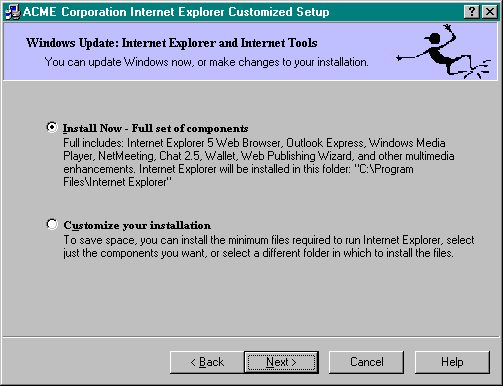 ACME Corporation Internet Explorer Customized Setup
Windows Update: Internet Explorer and Internet Tools
You can update Windows now, or make changes to your installation.
Install Now - Full set of components
Full includes: Internet Explorer 5 Web Browser, Outlook Express, Windows Media
Player, NetMeeting, Chat 2.5, Wallet, Web Publishing Wizard, and other multimedia
enhancements. Internet Explorer will be installed in this folder: "C:\Program
Files\Internet Explorer"
Customize your installation
To save space, you can install the minimum files required to run Internet Explorer, select
just the components you want, or select a different folder in which to install the files.
< Back Next > Cancel Help